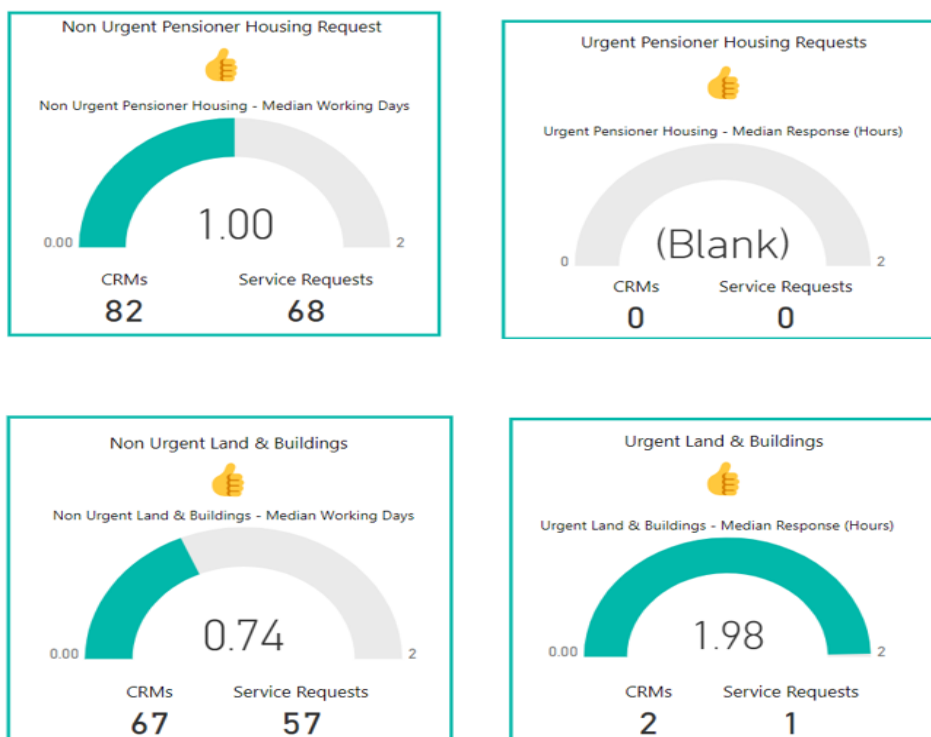 Non Urgent Pensioner Housing Request
Non Urgent Pensioner Housing - Median Working Days
1.00
0.00
2
CRMs Service Requests
82 68
Urgent Pensioner Housing Requests
Urgent Pensioner Housing - Median Response (Hours)
(Blank)
0
2
CRMs Service Requests
0 0
Non Urgent Land & Buildings
Non Urgent Land & Buildings - Median Working Days
0.74
0.00
2
CRMs Service Requests
67 57
Urgent Land & Buildings
Urgent Land & Buildings - Median Response (Hours)
1.98
0.00
2
CRMs Service Requests
2 1